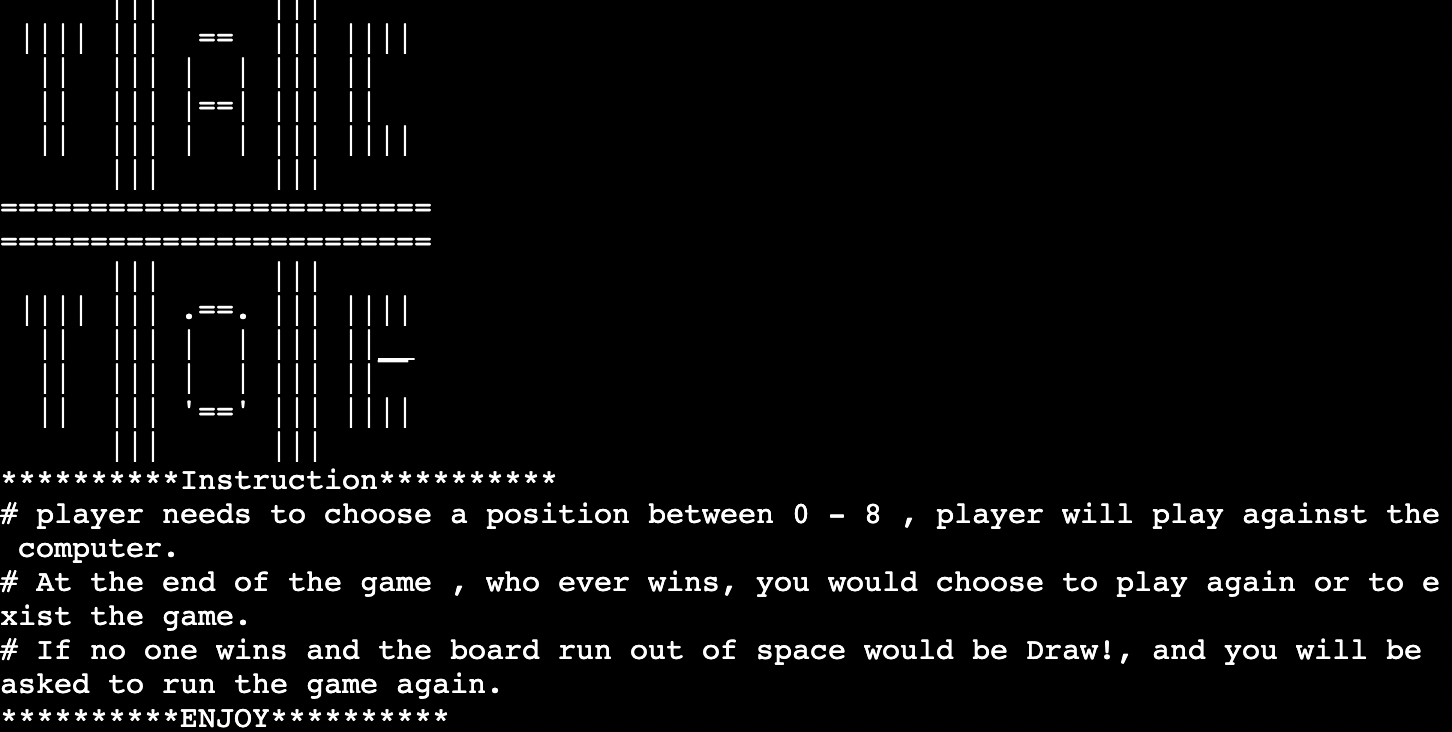 TAC
TOE
**********Instruction**********
# player needs to choose a position between 0 - 8 , player will play against the
 computer.
# At the end of the game , who ever wins, you would choose to play again or to e
xist the game.
# If no one wins and the board run out of space would be Draw!, and you will be
asked to run the game again.
**********ENJOY**********